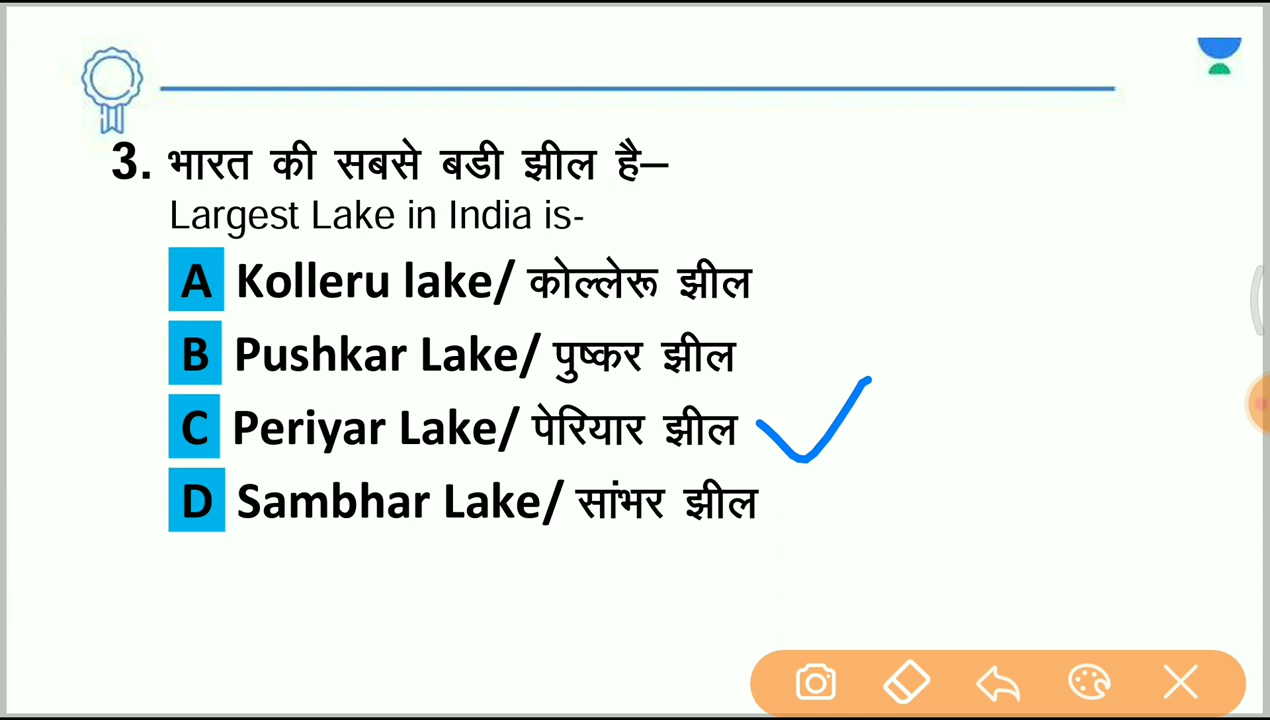 3. भारत की सबसे बडी झील है–
Largest Lake in India is-
A Kolleru lake/ कोल्लेरू झील
B Pushkar Lake/ पुष्कर झील
C Periyar Lake/ पेरियार झील
D Sambhar Lake/ सांभर झील